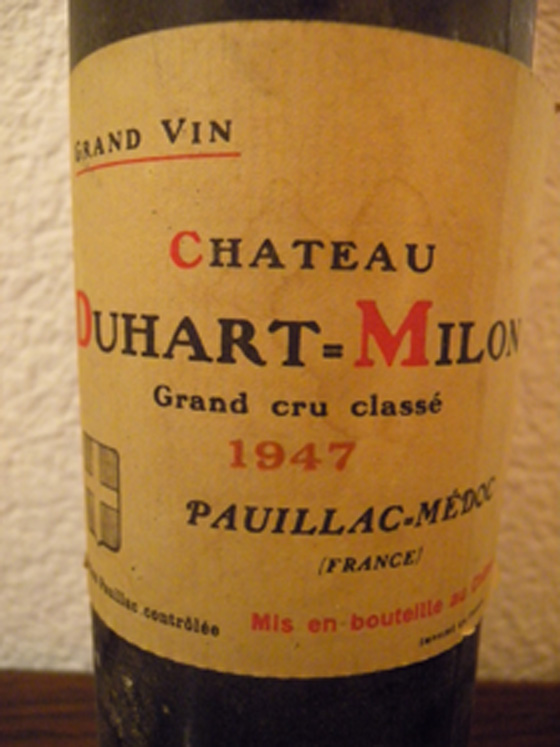 GRAND VIN
CHATEAU
DUHART=MILON
Grand cru classé
1947
PAUILLAC=MÉDOC
(FRANCE)
Pauillac contrôlée
Mis en bouteille au